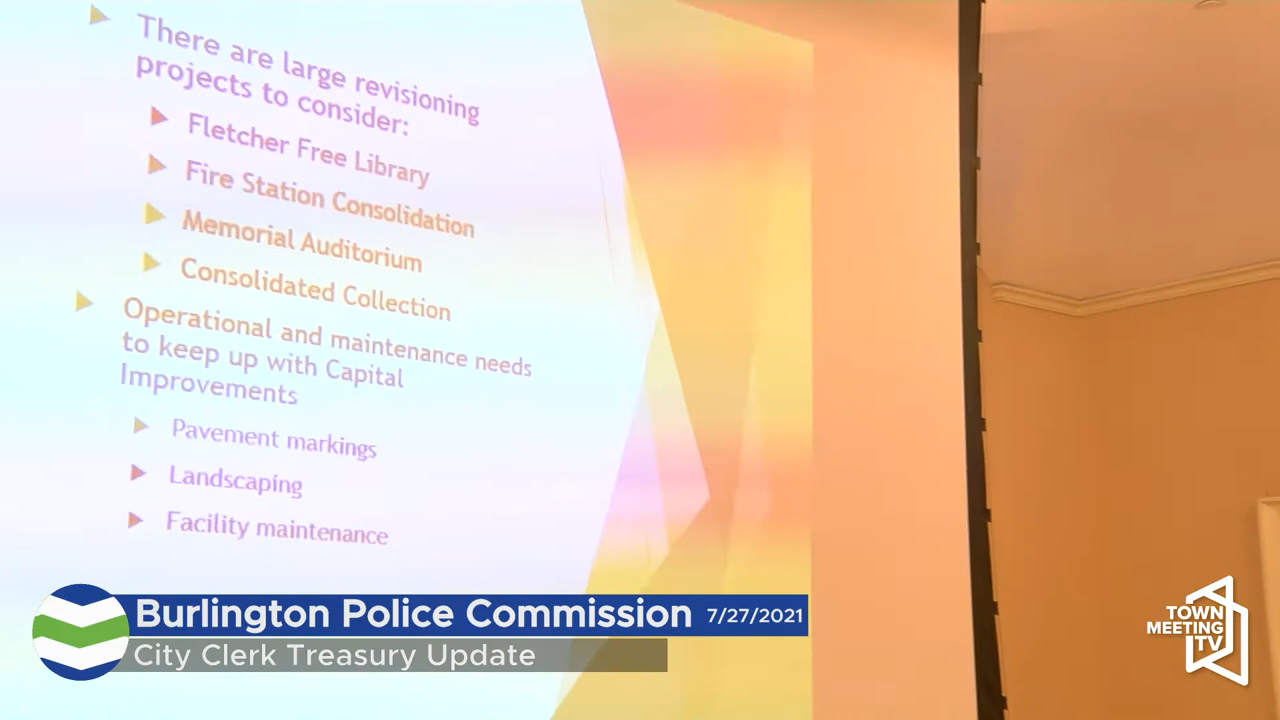 There are large revisioning
projects to consider:
Fletcher Free Library
Fire Station Consolidation
Memorial Auditorium
Consolidated Collection
Operational and maintenance needs
to keep up with Capital
Improvements
Pavement markings
Landscaping
Facility maintenance
Burlington Police Commission 7/27/2021
City Clerk Treasury Update
TOWN
MEETING
TV